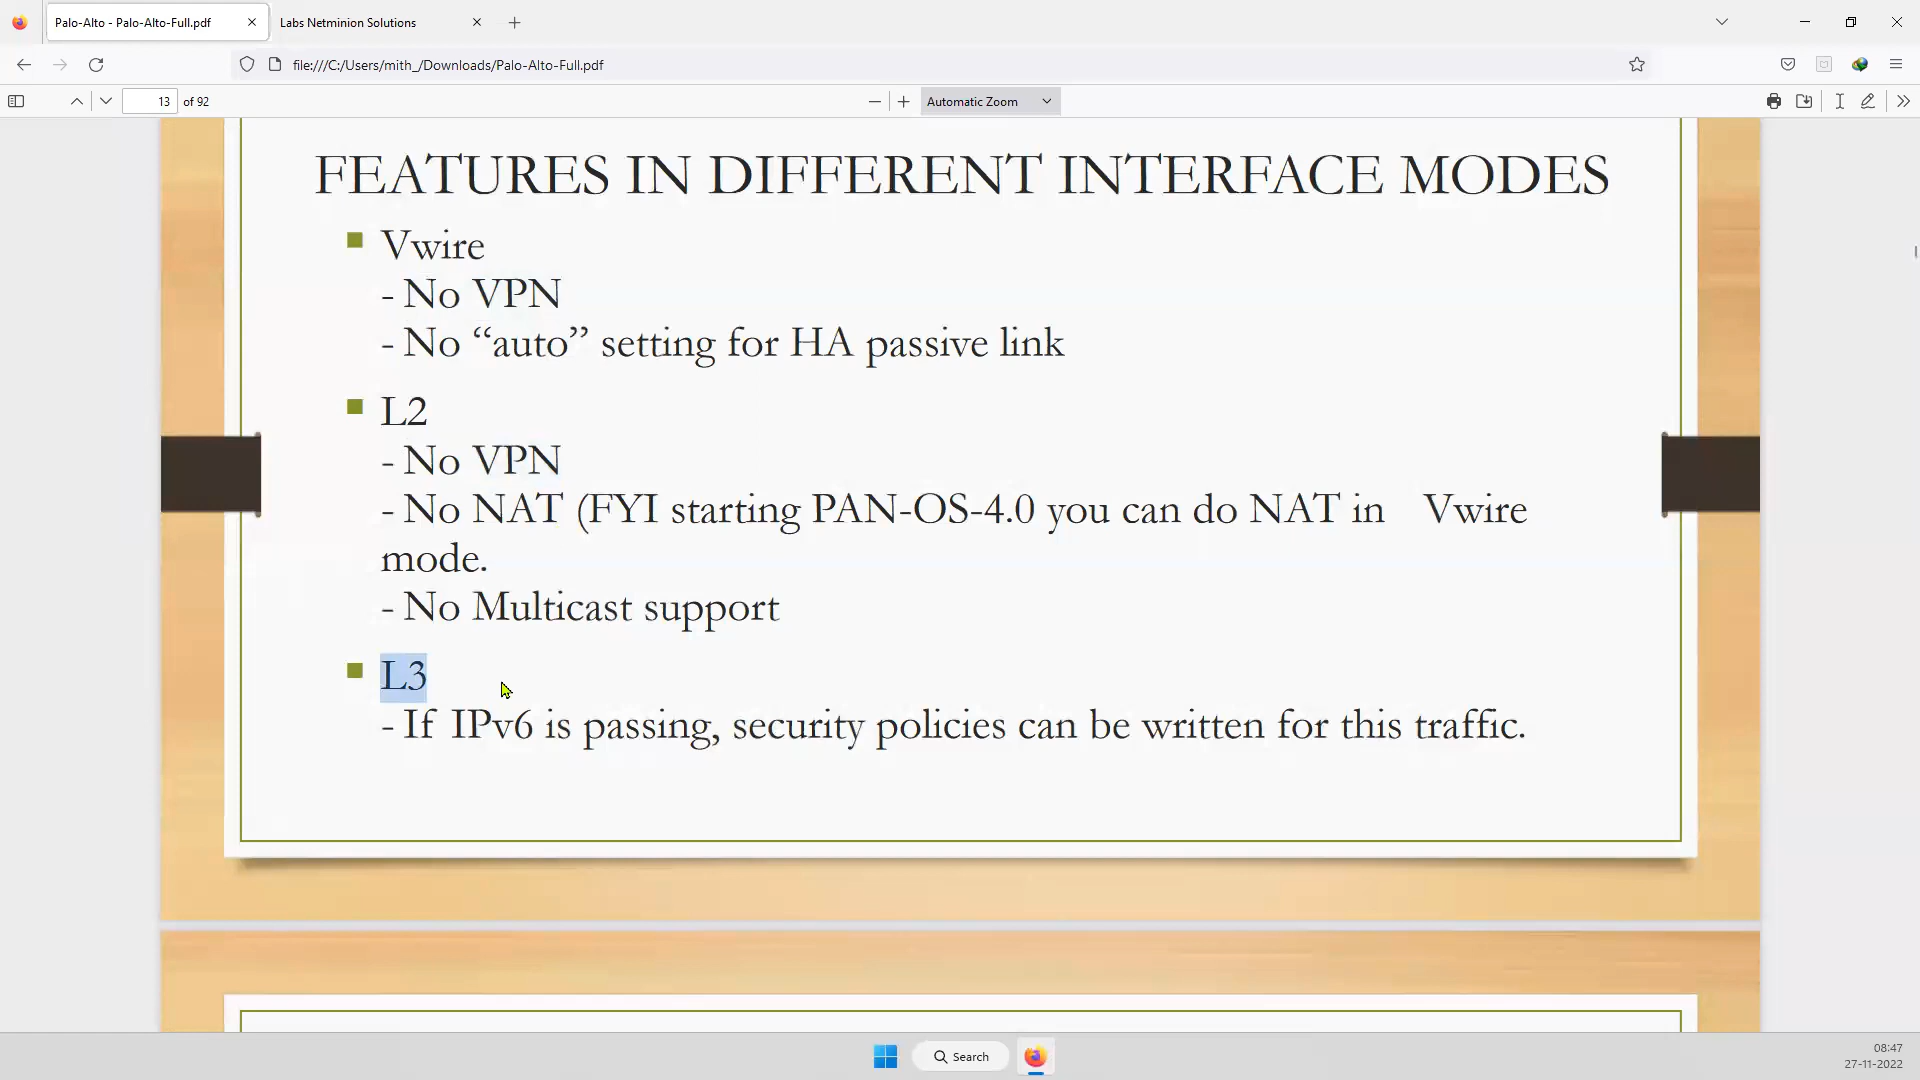 Palo-Alto - Palo-Alto-Full.pdf
Labs Netminion Solutions
file:///C:/Users/mith_/Downloads/Palo-Alto-Full.pdf
13 of 92
Automatic Zoom
FEATURES IN DIFFERENT INTERFACE MODES
Vwire
- No VPN
- No “auto” setting for HA passive link
L2
- No VPN
- No NAT (FYI starting PAN-OS-4.0 you can do NAT in Vwire
mode.
- No Multicast support
L3
- If IPv6 is passing, security policies can be written for this traffic.
Search
08:47
27-11-2022